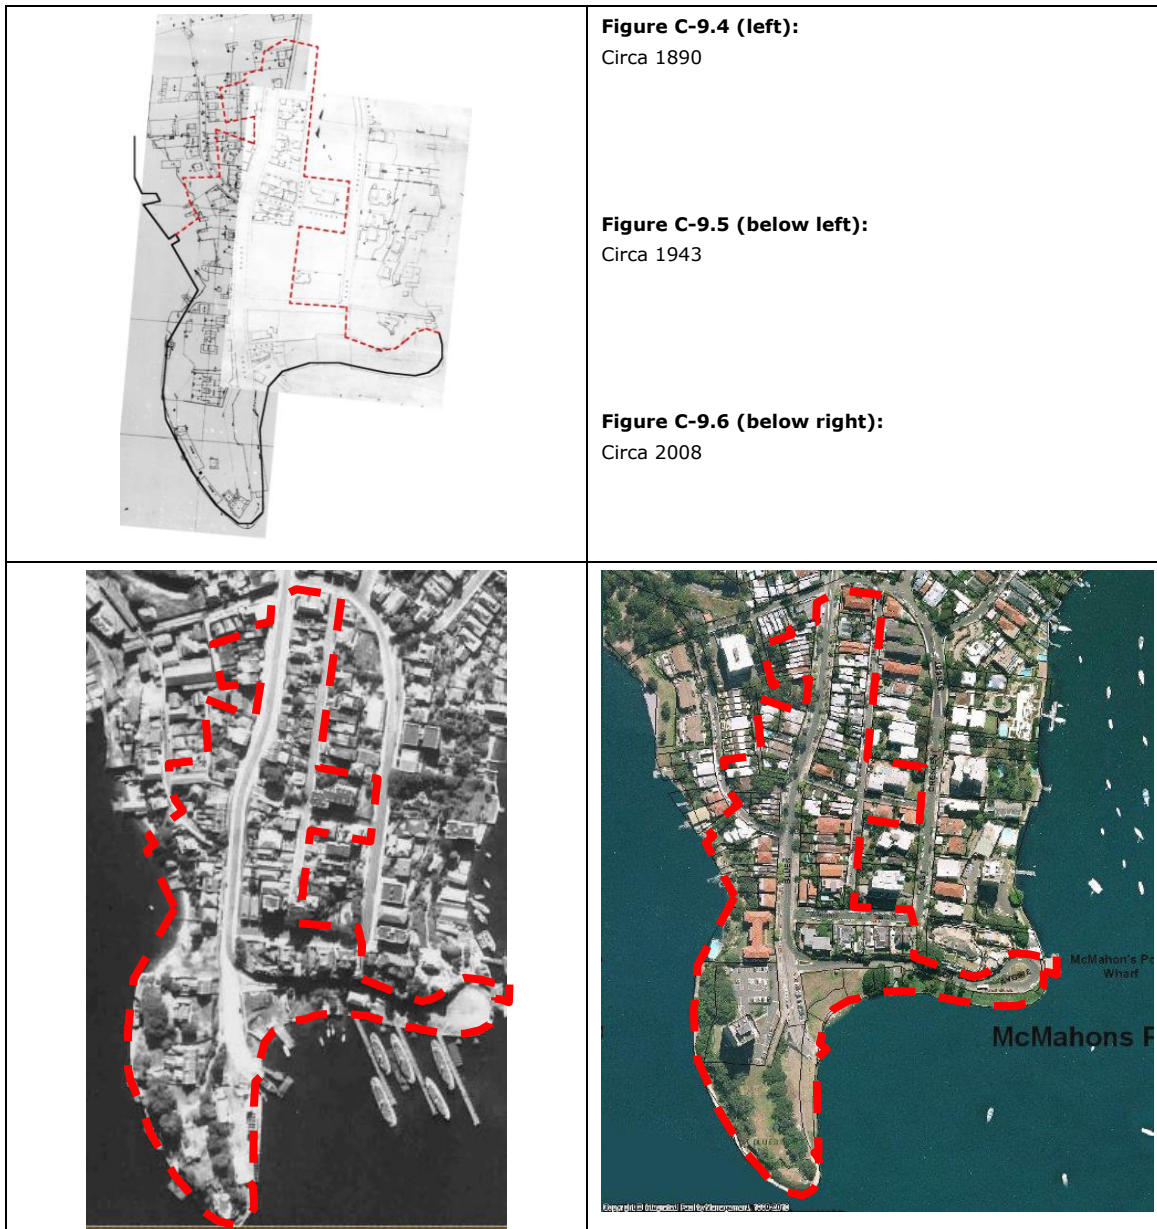 Figure C-9.4 (left):
Circa 1890
Figure C-9.5 (below left):
Circa 1943
Figure C-9.6 (below right):
Circa 2008
McMahon's Po
Wharf
McMahons P